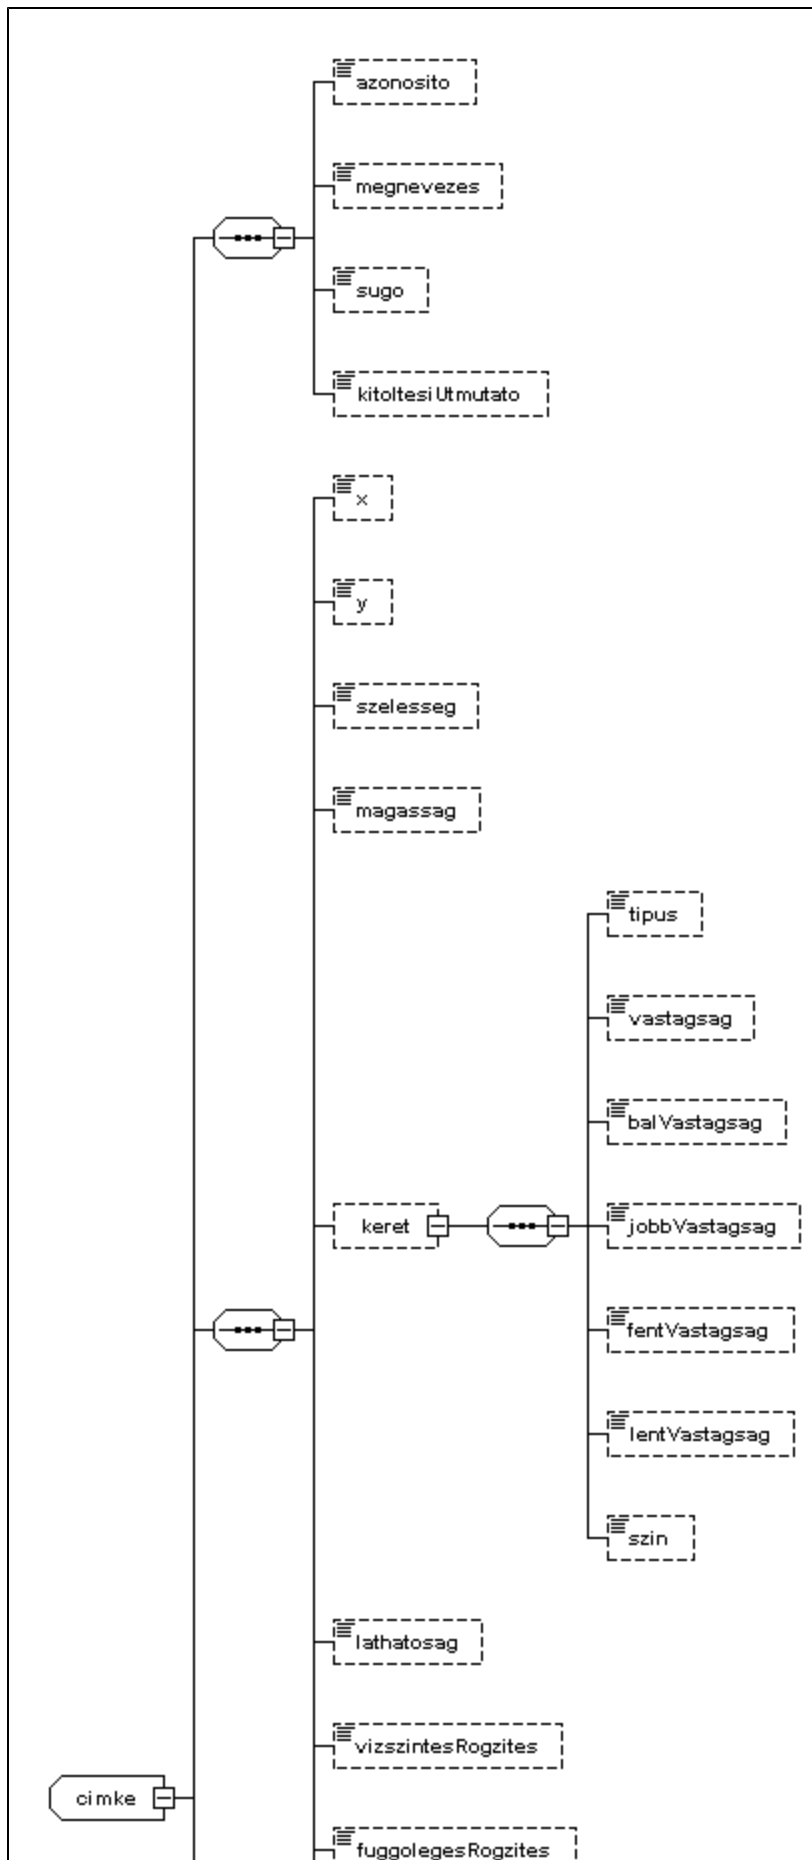 azonosito
megnevezes
sugo
kitoltesiUtmutato
x
y
szelesseg
magassag
tipus
vastagsag
balVastagsag
keret
jobbVastagsag
fentVastagsag
lentVastagsag
szin
lathatosag
vizszintesRogzites
cimke
fuggolegesRogzites